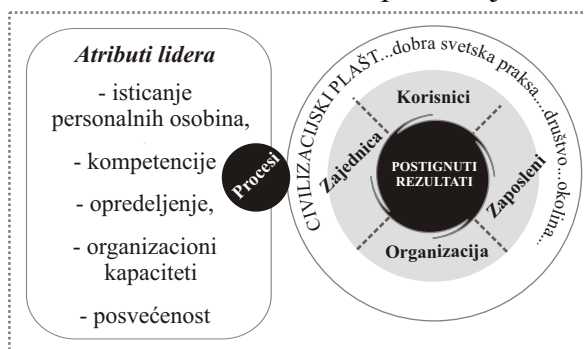 Atributi lidera
- isticanje
personalnih osobina,
- kompetencije
- opredeljenje,
- organizacioni
kapaciteti
- posvećenost
Procesi
CIVILIZACIJSKI PLAŠT...dobra svetska praksa....društvo...okolina...
Korisnici
Zajednica
Zaposleni
Organizacija
POSTIGNUTI
REZULTATI